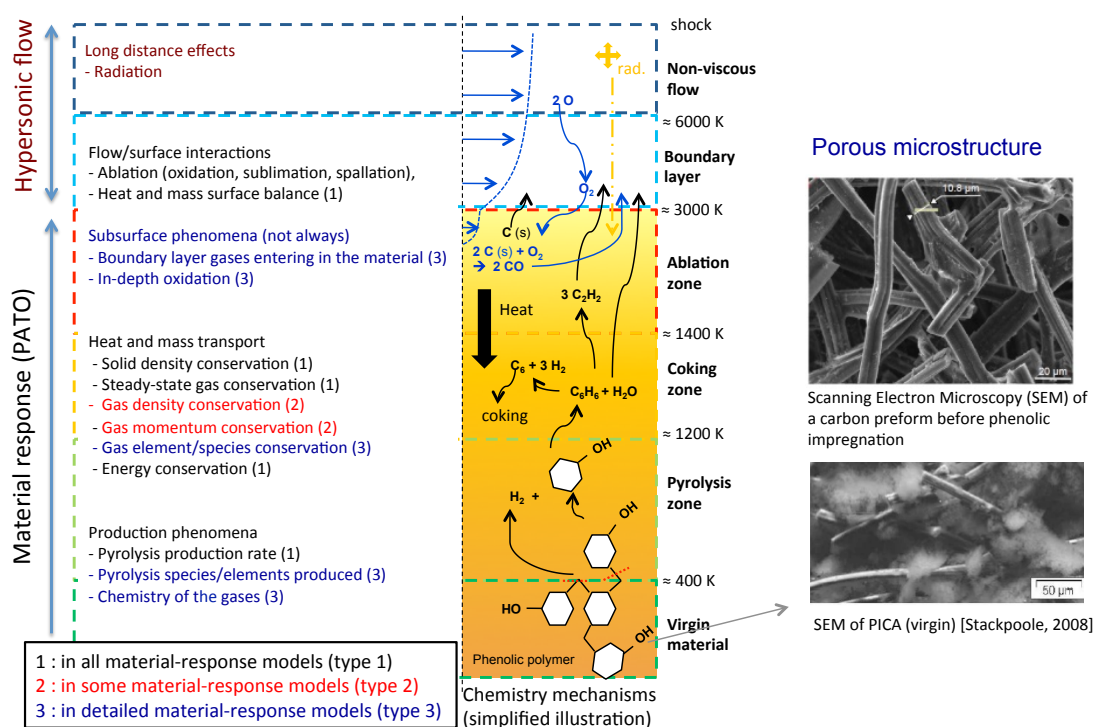 Hypersonic flow
Material response (PATO)
Long distance effects
- Radiation
Flow/surface interactions
- Ablation (oxidation, sublimation, spallation),
- Heat and mass surface balance (1)
Subsurface phenomena (not always)
- Boundary layer gases entering in the material (3)
- In-depth oxidation (3)
Heat and mass transport
- Solid density conservation (1)
- Steady-state gas conservation (1)
- Gas density conservation (2)
- Gas momentum conservation (2)
- Gas element/species conservation (3)
- Energy conservation (1)
Production phenomena
- Pyrolysis production rate (1)
- Pyrolysis species/elements produced (3)
- Chemistry of the gases (3)
1 : in all material-response models (type 1)
2 : in some material-response models (type 2)
3 : in detailed material-response models (type 3)
rad.
2 O
O₂
C (s)
2 C (s) + O₂
→ 2 CO
3 C₂H₂
Heat
C₆ + 3 H₂
C₆H₆ + H₂O
coking
OH
H₂ +
OH
HO
OH
Phenolic polymer
Chemistry mechanisms
(simplified illustration)
shock
Non-viscous
flow
≈ 6000 K
Boundary
layer
≈ 3000 K
Ablation
zone
≈ 1400 K
Coking
zone
≈ 1200 K
Pyrolysis
zone
≈ 400 K
Virgin
material
Porous microstructure
10.8 µm
20 µm
Scanning Electron Microscopy (SEM) of
a carbon preform before phenolic
impregnation
50 µm
SEM of PICA (virgin) [Stackpoole, 2008]